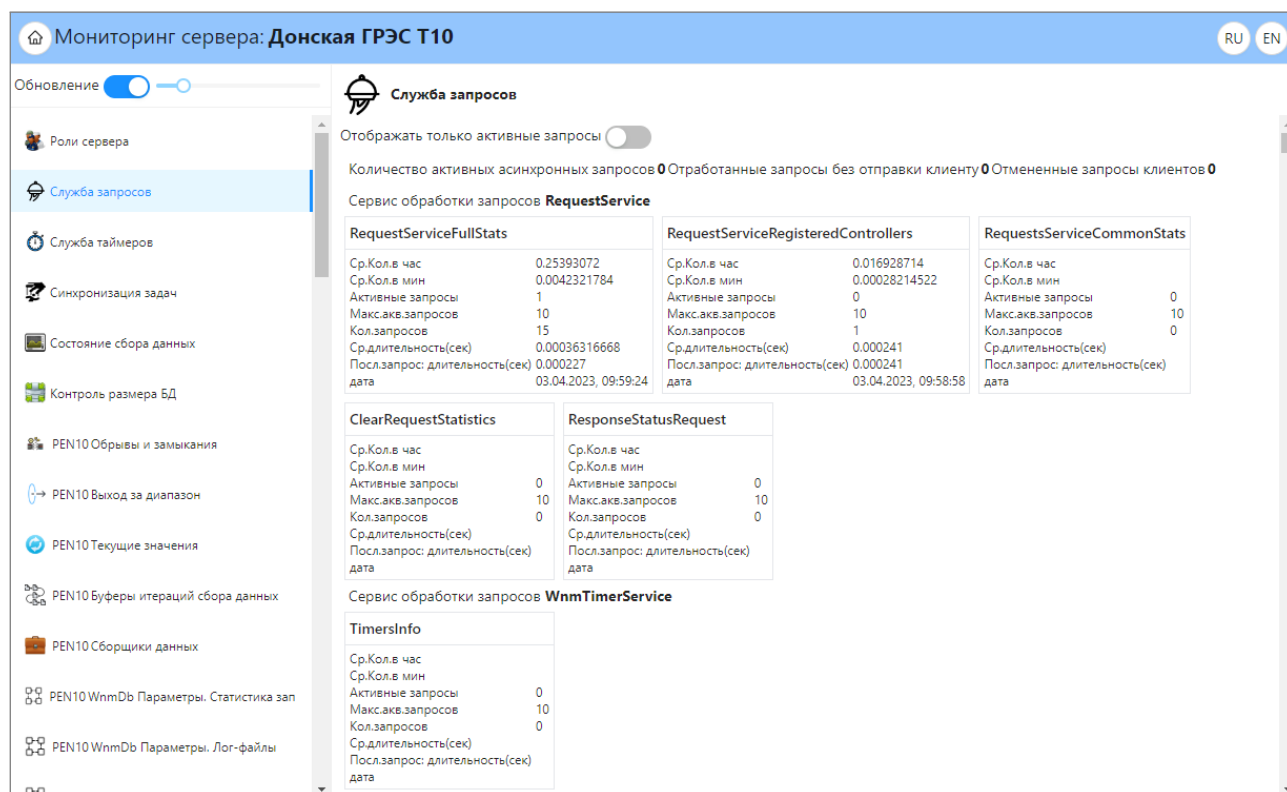 Мониторинг сервера: Донская ГРЭС Т10
RU EN
Обновление
Роли сервера
Служба запросов
Служба таймеров
Синхронизация задач
Состояние сбора данных
Контроль размера БД
PEN10 Обрывы и замыкания
PEN10 Выход за диапазон
PEN10 Текущие значения
PEN10 Буферы итераций сбора данных
PEN10 Сборщики данных
PEN10 WnmDb Параметры. Статистика зап
PEN10 WnmDb Параметры. Лог-файлы
Служба запросов
Отображать только активные запросы
Количество активных асинхронных запросов 0 Отработанные запросы без отправки клиенту 0 Отмененные запросы клиентов 0
Сервис обработки запросов RequestService
RequestServiceFullStats
Ср.Кол.в час 0.25393072
Ср.Кол.в мин 0.0042321784
Активные запросы 1
Макс.акв.запросов 10
Кол.запросов 15
Ср.длительность(сек) 0.00036316668
Посл.запрос: длительность(сек) 0.000227
дата 03.04.2023, 09:59:24
RequestServiceRegisteredControllers
Ср.Кол.в час 0.016928714
Ср.Кол.в мин 0.00028214522
Активные запросы 0
Макс.акв.запросов 10
Кол.запросов 1
Ср.длительность(сек) 0.000241
Посл.запрос: длительность(сек) 0.000241
дата 03.04.2023, 09:58:58
RequestsServiceCommonStats
Ср.Кол.в час
Ср.Кол.в мин
Активные запросы 0
Макс.акв.запросов 10
Кол.запросов 0
Ср.длительность(сек)
Посл.запрос: длительность(сек)
дата
ClearRequestStatistics
Ср.Кол.в час
Ср.Кол.в мин
Активные запросы 0
Макс.акв.запросов 10
Кол.запросов 0
Ср.длительность(сек)
Посл.запрос: длительность(сек)
дата
ResponseStatusRequest
Ср.Кол.в час
Ср.Кол.в мин
Активные запросы 0
Макс.акв.запросов 10
Кол.запросов 0
Ср.длительность(сек)
Посл.запрос: длительность(сек)
дата
Сервис обработки запросов WnmTimerService
TimersInfo
Ср.Кол.в час
Ср.Кол.в мин
Активные запросы 0
Макс.акв.запросов 10
Кол.запросов 0
Ср.длительность(сек)
Посл.запрос: длительность(сек)
дата